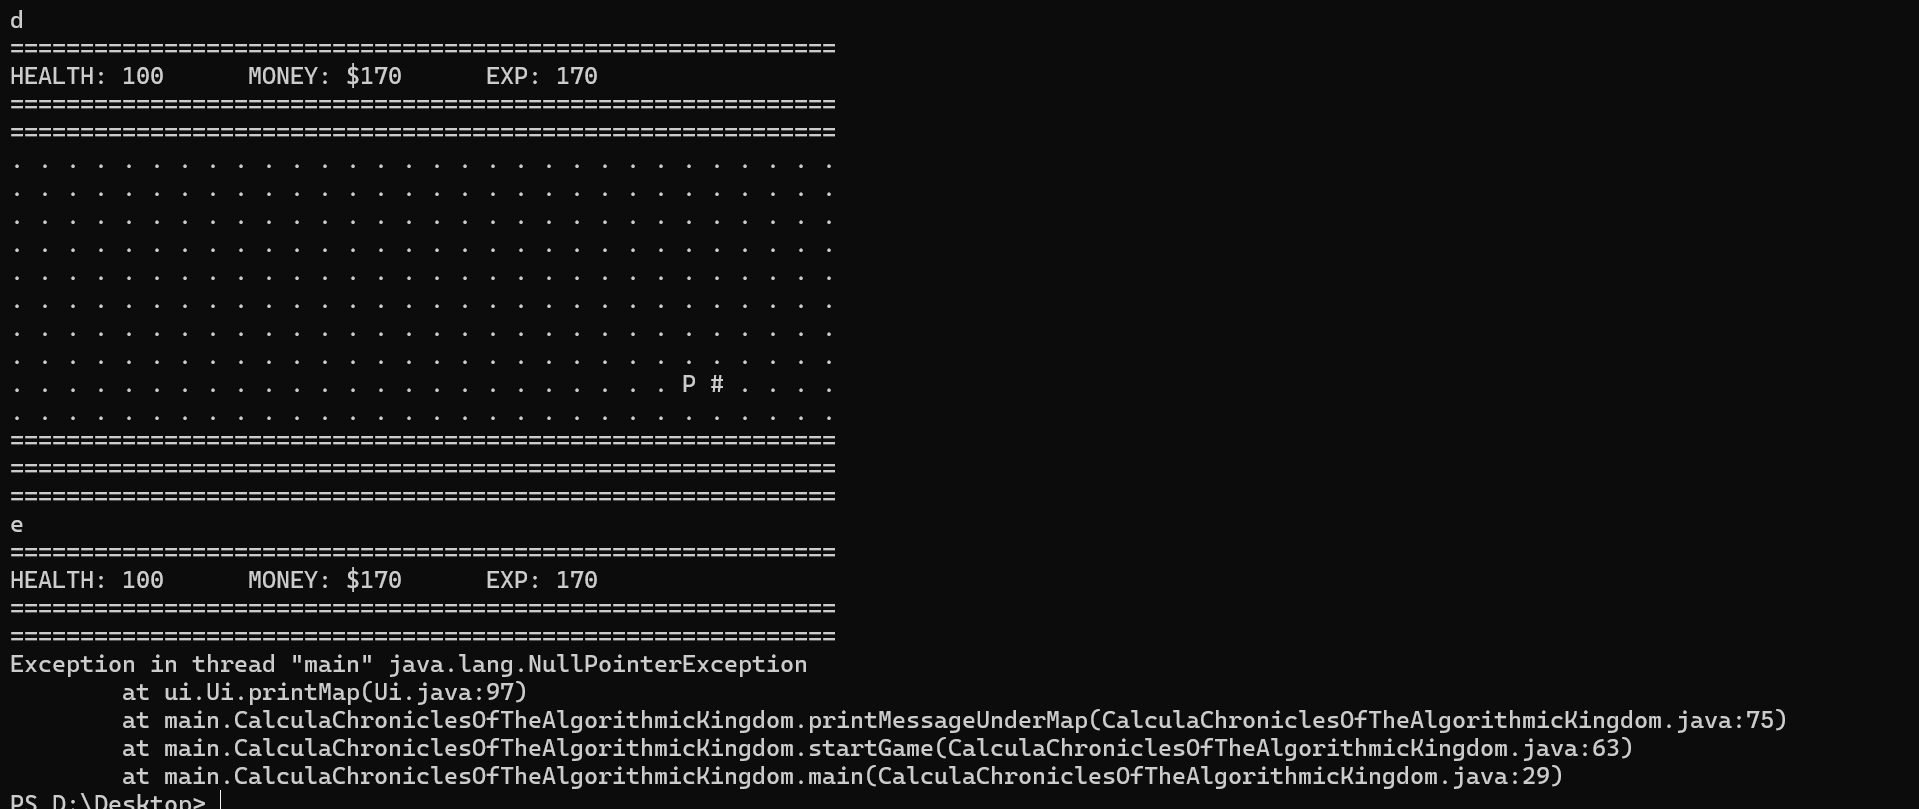 d
===========================================================
HEALTH: 100      MONEY: $170      EXP: 170
===========================================================
===========================================================
. . . . . . . . . . . . . . . . . . . . . . . . . . . . . .
. . . . . . . . . . . . . . . . . . . . . . . . . . . . . .
. . . . . . . . . . . . . . . . . . . . . . . . . . . . . .
. . . . . . . . . . . . . . . . . . . . . . . . . . . . . .
. . . . . . . . . . . . . . . . . . . . . . . . . . . . . .
. . . . . . . . . . . . . . . . . . . . . . . . . . . . . .
. . . . . . . . . . . . . . . . . . . . . . . . . . . . . .
. . . . . . . . . . . . . . . . . . . . . . . . . . . . . .
. . . . . . . . . . . . . . . . . . . . . . . . P # . . . .
. . . . . . . . . . . . . . . . . . . . . . . . . . . . . .
===========================================================
===========================================================
===========================================================
e
===========================================================
HEALTH: 100      MONEY: $170      EXP: 170
===========================================================
===========================================================
Exception in thread "main" java.lang.NullPointerException
        at ui.Ui.printMap(Ui.java:97)
        at main.CalculaChroniclesOfTheAlgorithmicKingdom.printMessageUnderMap(CalculaChroniclesOfTheAlgorithmicKingdom.java:75)
        at main.CalculaChroniclesOfTheAlgorithmicKingdom.startGame(CalculaChroniclesOfTheAlgorithmicKingdom.java:63)
        at main.CalculaChroniclesOfTheAlgorithmicKingdom.main(CalculaChroniclesOfTheAlgorithmicKingdom.java:29)
PS D:\Desktop>